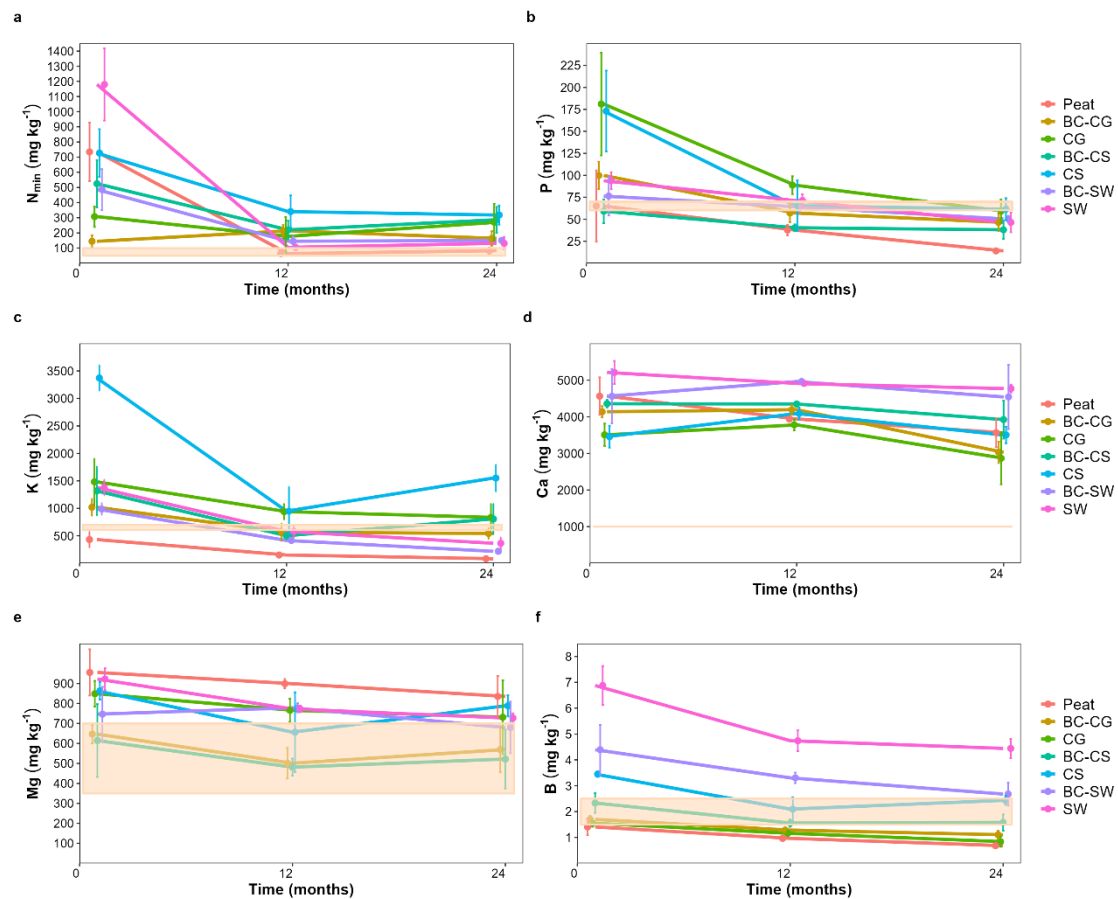 a
1400
1300
1200
1100
1000
900
800
700
600
500
400
300
200
100
N min (mg kg⁻¹)
0
12
24
Time (months)
b
225
200
175
150
125
100
75
50
25
P (mg kg⁻¹)
0
12
24
Time (months)
Peat
BC-CG
CG
BC-CS
CS
BC-SW
SW
c
3500
3000
2500
2000
1500
1000
500
K (mg kg⁻¹)
0
12
24
Time (months)
d
5000
4000
3000
2000
1000
Ca (mg kg⁻¹)
0
12
24
Time (months)
Peat
BC-CG
CG
BC-CS
CS
BC-SW
SW
e
900
800
700
600
500
400
300
200
100
Mg (mg kg⁻¹)
0
12
24
Time (months)
f
8
7
6
5
4
3
2
1
B (mg kg⁻¹)
0
12
24
Time (months)
Peat
BC-CG
CG
BC-CS
CS
BC-SW
SW